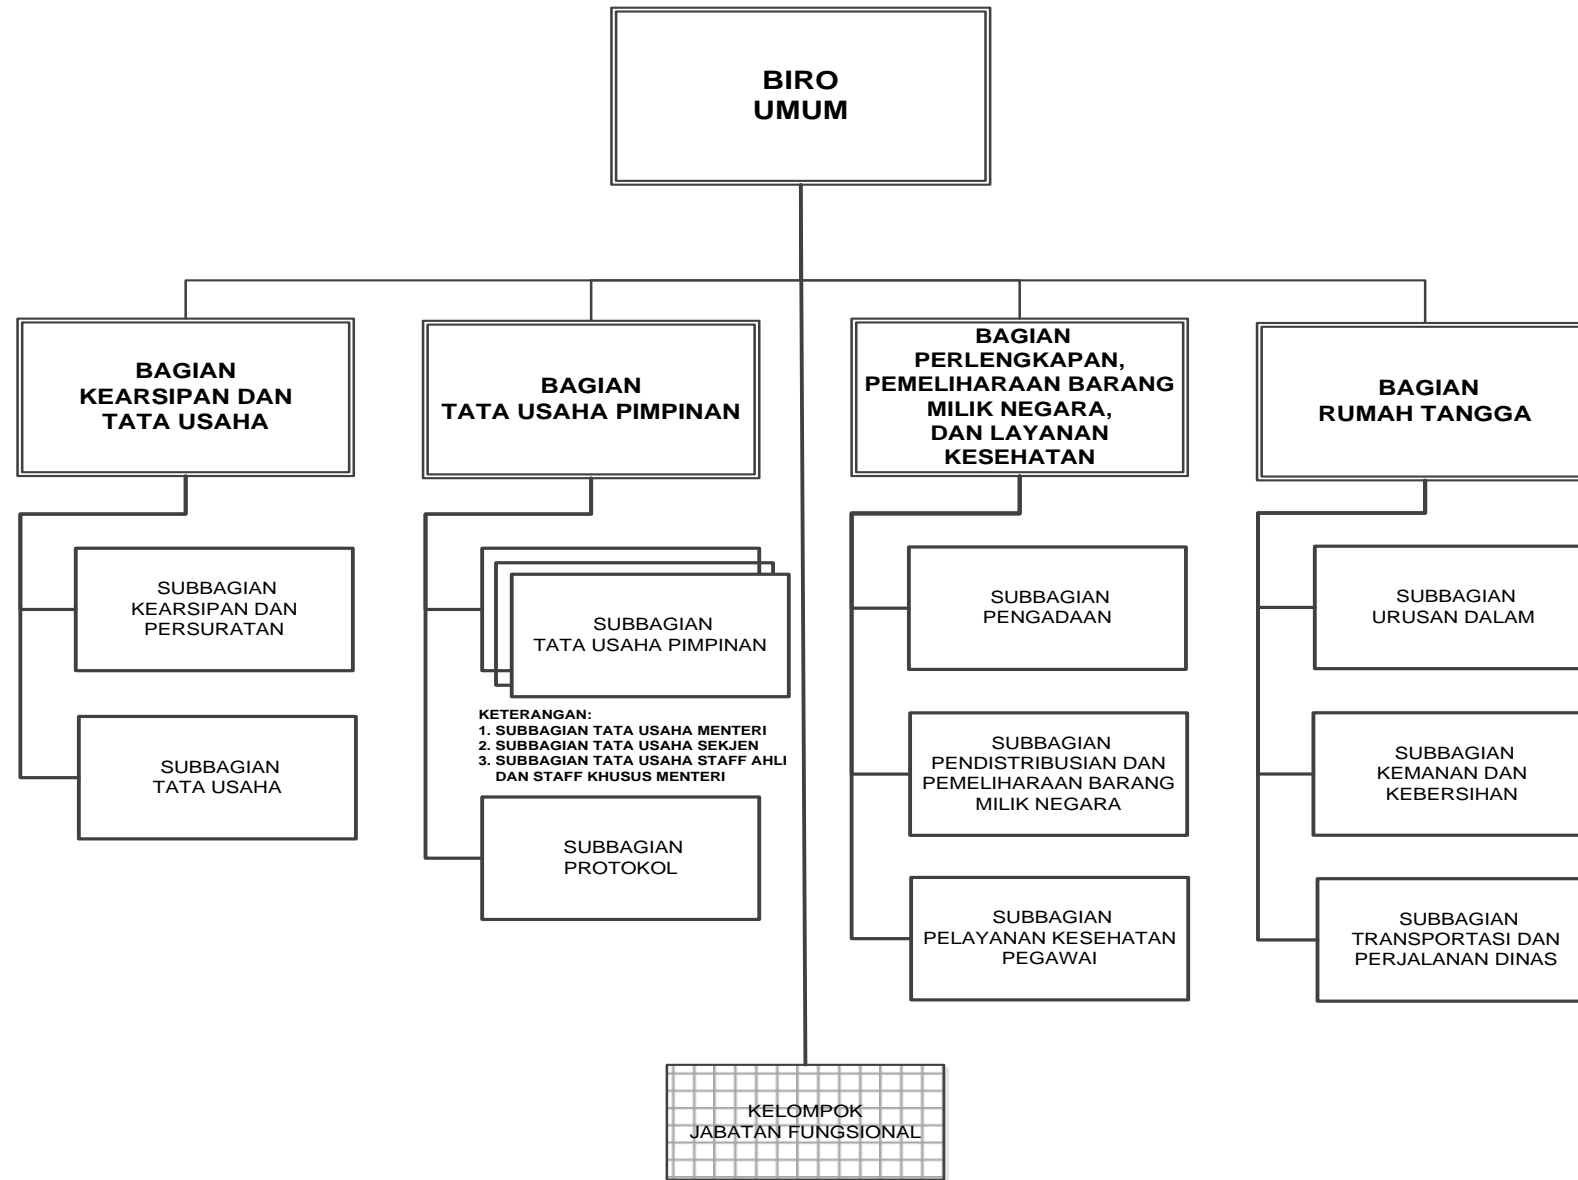 BIRO
UMUM
BAGIAN
KEARSIPAN DAN
TATA USAHA
BAGIAN
TATA USAHA PIMPINAN
BAGIAN
PERLENGKAPAN,
PEMELIHARAAN BARANG
MILIK NEGARA,
DAN LAYANAN
KESEHATAN
BAGIAN
RUMAH TANGGA
SUBBAGIAN
KEARSIPAN DAN
PERSURATAN
SUBBAGIAN
TATA USAHA
SUBBAGIAN
TATA USAHA PIMPINAN
KETERANGAN:
1. SUBBAGIAN TATA USAHA MENTERI
2. SUBBAGIAN TATA USAHA SEKJEN
3. SUBBAGIAN TATA USAHA STAFF AHLI
DAN STAFF KHUSUS MENTERI
SUBBAGIAN
PROTOKOL
SUBBAGIAN
PENGADAAN
SUBBAGIAN
PENDISTRIBUSIAN DAN
PEMELIHARAAN BARANG
MILIK NEGARA
SUBBAGIAN
PELAYANAN KESEHATAN
PEGAWAI
SUBBAGIAN
URUSAN DALAM
SUBBAGIAN
KEMANAN DAN
KEBERSIHAN
SUBBAGIAN
TRANSPORTASI DAN
PERJALANAN DINAS
KELOMPOK
JABATAN FUNGSIONAL